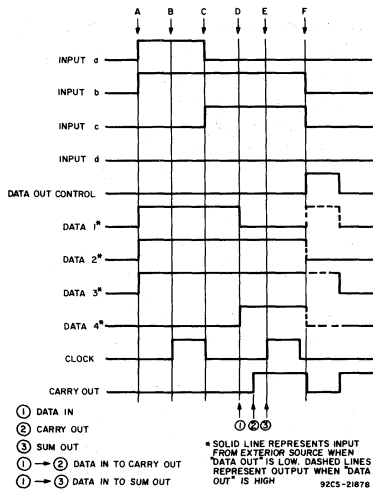 A B C D E F
INPUT a
INPUT b
INPUT c
INPUT d
DATA OUT CONTROL
DATA 1*
DATA 2*
DATA 3*
DATA 4*
CLOCK
CARRY OUT
① ② ③
① DATA IN
② CARRY OUT
③ SUM OUT
① → ② DATA IN TO CARRY OUT
① → ③ DATA IN TO SUM OUT
* SOLID LINE REPRESENTS INPUT
FROM EXTERIOR SOURCE WHEN
"DATA OUT" IS LOW. DASHED LINES
REPRESENT OUTPUT WHEN "DATA
OUT" IS HIGH
92CS-21878